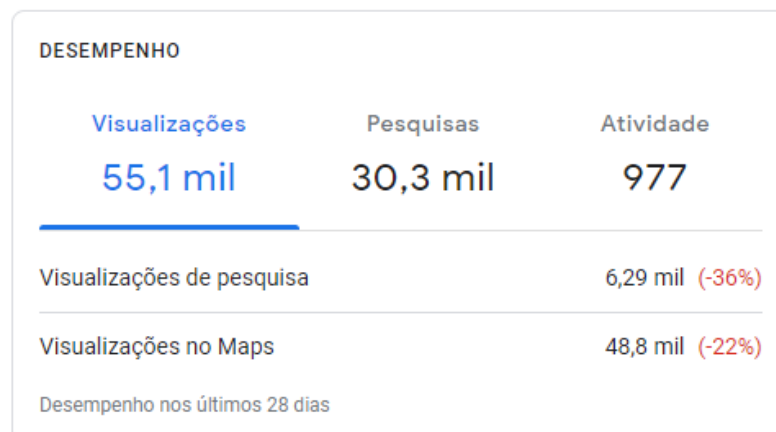 DESEMPENHO
Visualizações Pesquisas Atividade
55,1 mil 30,3 mil 977
Visualizações de pesquisa 6,29 mil (-36%)
Visualizações no Maps 48,8 mil (-22%)
Desempenho nos últimos 28 dias